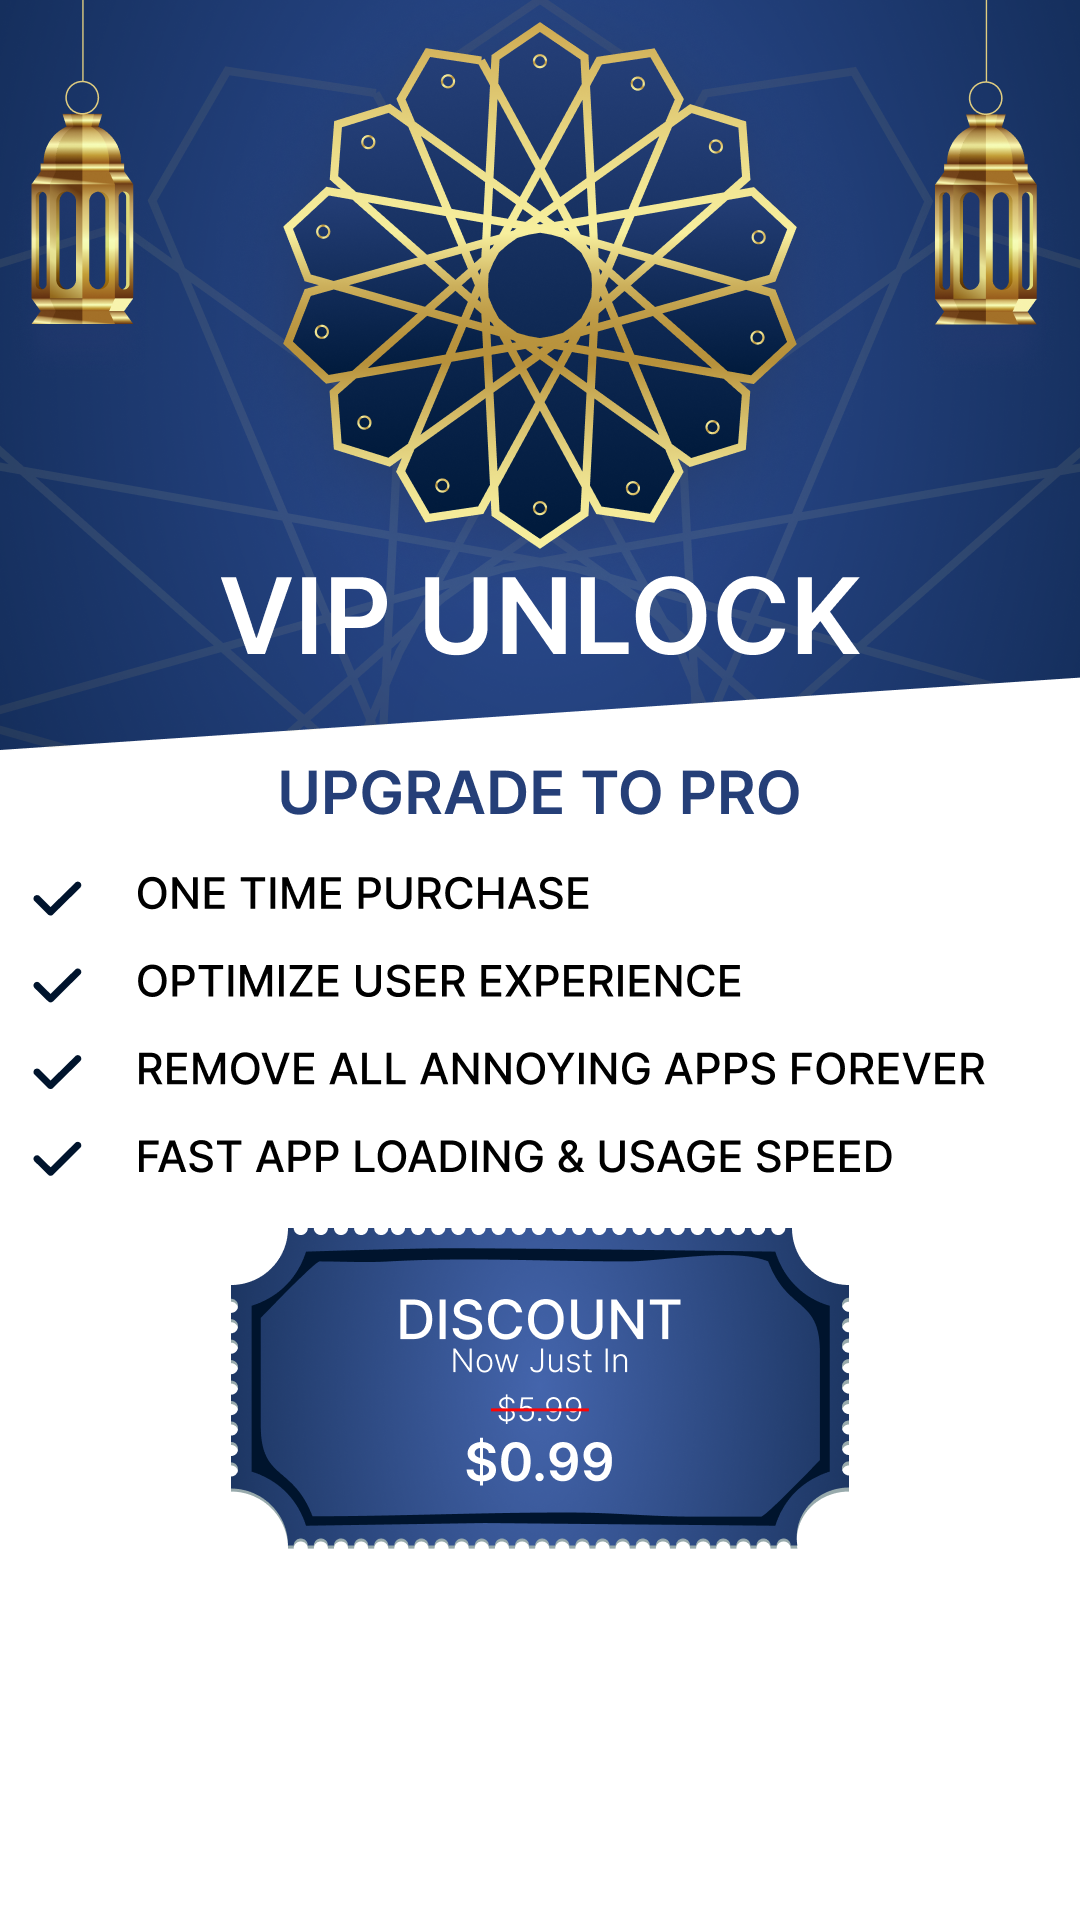 VIP UNLOCK
UPGRADE TO PRO
ONE TIME PURCHASE
OPTIMIZE USER EXPERIENCE
REMOVE ALL ANNOYING APPS FOREVER
FAST APP LOADING & USAGE SPEED
DISCOUNT
Now Just In
$5.99
$0.99